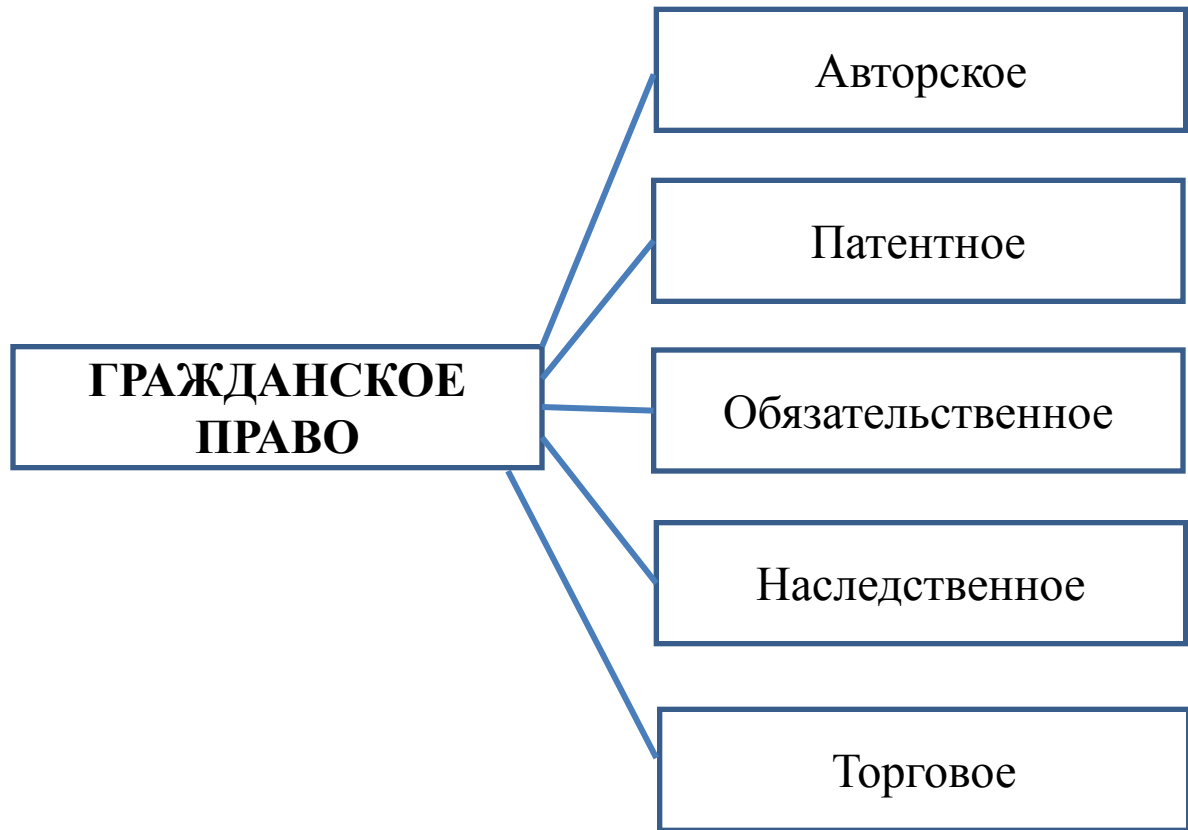 Авторское
Патентное
ГРАЖДАНСКОЕ
ПРАВО
Обязательственное
Наследственное
Торговое